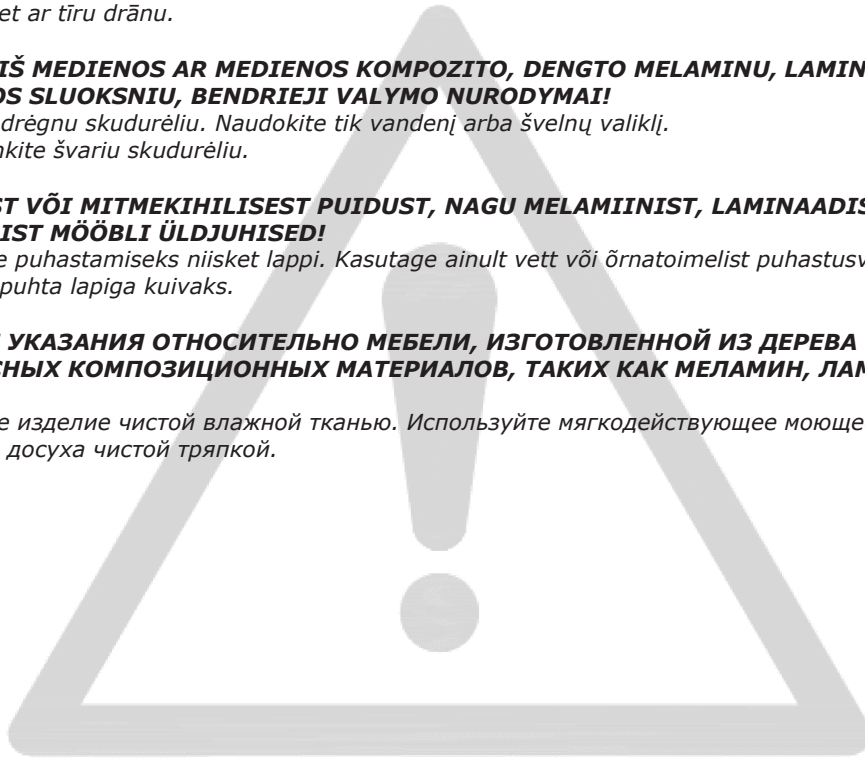 et ar tīru drānu.
IŠ MEDIENOS AR MEDIENOS KOMPOZITO, DENGTO MELAMINU, LAMIN
OS SLUOKSNIU, BENDRIEJI VALYMO NURODYMAI!
drėgnu skudurėliu. Naudokite tik vandenį arba švelnų valiklį.
nkite švariu skudurėliu.
ST VÕI MITMEKIHILISEST PUIDUST, NAGU MELAMIINIST, LAMINAADIS
IST MÖÖBLI ÜLDJUHISED!
e puhastamiseks niisket lappi. Kasutage ainult vett või õrnatoimelist puhastusv
puhta lapiga kuivaks.
УКАЗАНИЯ ОТНОСИТЕЛЬНО МЕБЕЛИ, ИЗГОТОВЛЕННОЙ ИЗ ДЕРЕВА
СНЫХ КОМПОЗИЦИОННЫХ МАТЕРИАЛОВ, ТАКИХ КАК МЕЛАМИН, ЛАМ
е изделие чистой влажной тканью. Используйте мягкодействующее моюще
досуха чистой тряпкой.